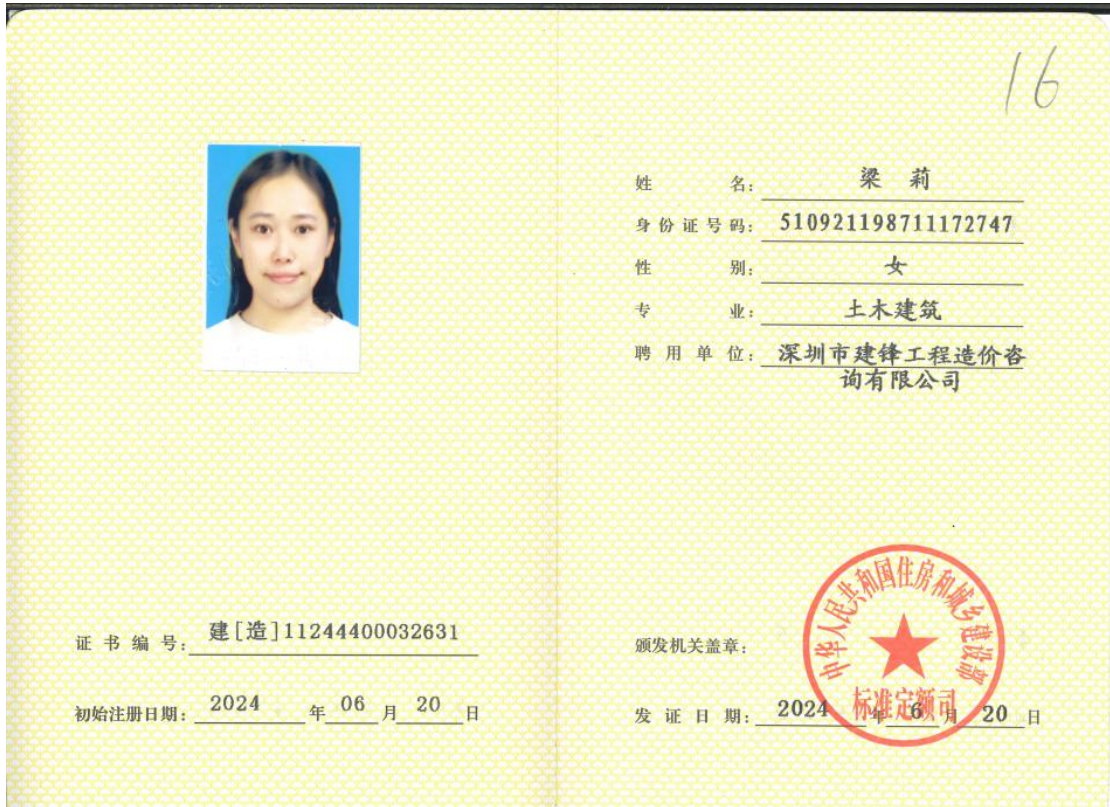 16
姓 名: 梁 莉
身份证号码: 510921198711172747
性 别: 女
专 业: 土木建筑
聘用单位: 深圳市建锋工程造价咨
询有限公司
证书编号: 建[造]11244400032631
初始注册日期: 2024 年 06 月 20 日
颁发机关盖章:
中华人民共和国住房和城乡建设部
标准定额司
发证日期: 2024 年 6 月 20 日